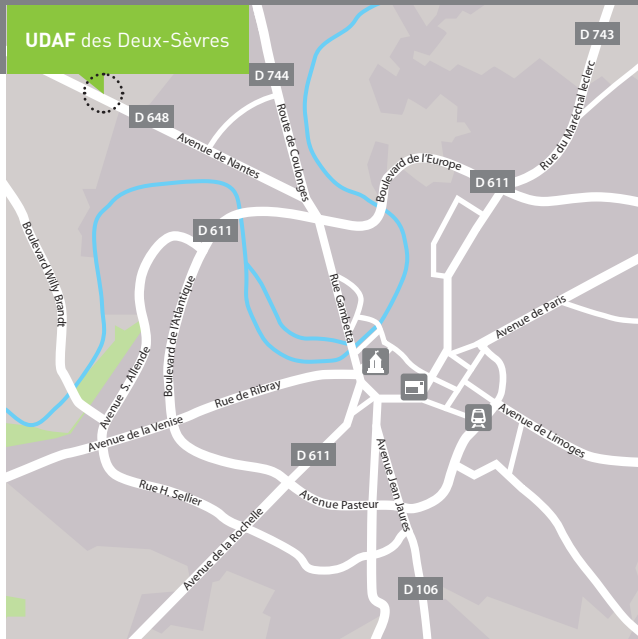 UDAF des Deux-Sèvres
D 743
D 744
D 648
Avenue de Nantes
Route de Coulonges
Rue du Maréchal leclerc
Boulevard de l'Europe
D 611
D 611
Boulevard Willy Brandt
Boulevard de l'Atlantique
Rue Gambetta
Avenue de Paris
Avenue S. Allende
Rue de Ribray
Avenue de la Venise
Avenue de Limoges
D 611
Avenue Jean Jaures
Rue H. Sellier
Avenue Pasteur
Avenue de la Rochelle
D 106